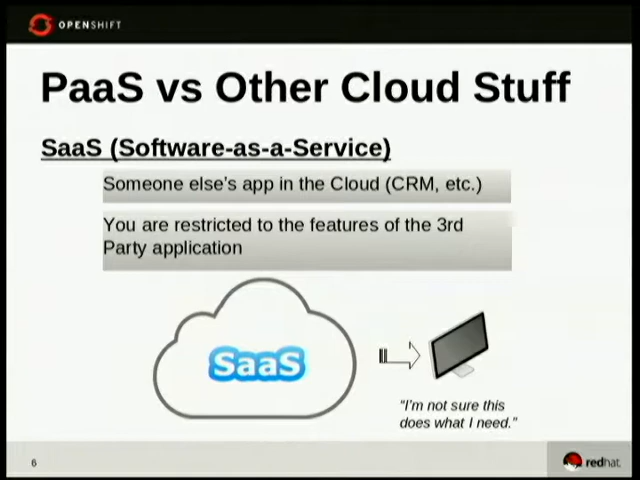 OPENSHIFT
PaaS vs Other Cloud Stuff
SaaS (Software-as-a-Service)
Someone else's app in the Cloud (CRM, etc.)
You are restricted to the features of the 3rd
Party application
SaaS
“I'm not sure this
does what I need.”
6
redhat